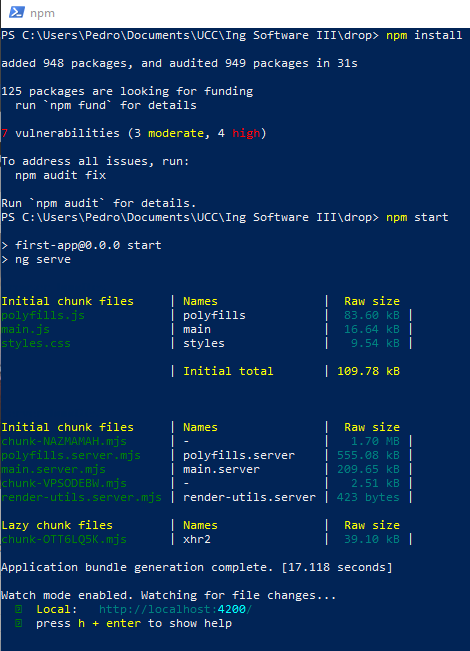 npm
PS C:\Users\Pedro\Documents\UCC\Ing Software III\drop> npm install
added 948 packages, and audited 949 packages in 31s
125 packages are looking for funding
run `npm fund` for details
7 vulnerabilities (3 moderate, 4 high)
To address all issues, run:
npm audit fix
Run `npm audit` for details.
PS C:\Users\Pedro\Documents\UCC\Ing Software III\drop> npm start
> first-app@0.0.0 start
> ng serve
Initial chunk files | Names | Raw size
polyfills.js | polyfills | 83.60 kB |
main.js | main | 16.64 kB |
styles.css | styles | 9.54 kB |
| Initial total | 109.78 kB
Initial chunk files | Names | Raw size
chunk-NAZMAMAH.mjs | - | 1.70 MB |
polyfills.server.mjs | polyfills.server | 555.08 kB |
main.server.mjs | main.server | 209.65 kB |
chunk-VPSODEBW.mjs | - | 2.51 kB |
render-utils.server.mjs | render-utils.server | 423 bytes |
Lazy chunk files | Names | Raw size
chunk-OTT6LQ5K.mjs | xhr2 | 39.10 kB |
Application bundle generation complete. [17.118 seconds]
Watch mode enabled. Watching for file changes...
Local: http://localhost:4200/
press h + enter to show help